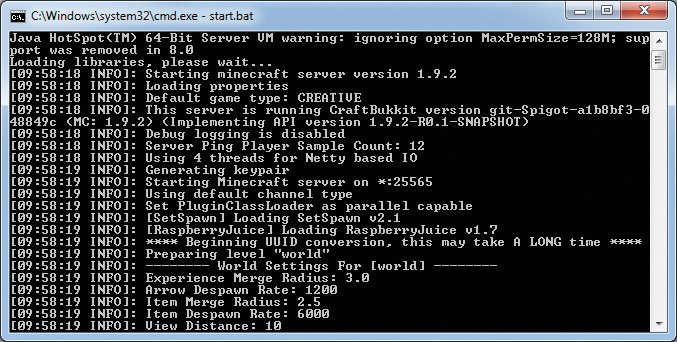 C:\Windows\system32\cmd.exe - start.bat
Java HotSpot(TM) 64-Bit Server VM warning: ignoring option MaxPermSize=128M; sup
port was removed in 8.0
Loading libraries, please wait...
[09:58:18 INFO]: Starting minecraft server version 1.9.2
[09:58:18 INFO]: Loading properties
[09:58:18 INFO]: Default game type: CREATIVE
[09:58:18 INFO]: This server is running CraftBukkit version git-Spigot-a1b8bf3-0
48849c (MC: 1.9.2) (Implementing API version 1.9.2-R0.1-SNAPSHOT)
[09:58:18 INFO]: Debug logging is disabled
[09:58:18 INFO]: Server Ping Player Sample Count: 12
[09:58:18 INFO]: Using 4 threads for Netty based IO
[09:58:19 INFO]: Generating keypair
[09:58:19 INFO]: Starting Minecraft server on *:25565
[09:58:19 INFO]: Using default channel type
[09:58:19 INFO]: Set PluginClassLoader as parallel capable
[09:58:19 INFO]: [SetSpawn] Loading SetSpawn v2.1
[09:58:19 INFO]: [RaspberryJuice] Loading RaspberryJuice v1.7
[09:58:19 INFO]: **** Beginning UUID conversion, this may take A LONG time ****
[09:58:19 INFO]: Preparing level "world"
[09:58:19 INFO]: -------- World Settings For [world] --------
[09:58:19 INFO]: Experience Merge Radius: 3.0
[09:58:19 INFO]: Arrow Despawn Rate: 1200
[09:58:19 INFO]: Item Merge Radius: 2.5
[09:58:19 INFO]: Item Despawn Rate: 6000
[09:58:19 INFO]: View Distance: 10